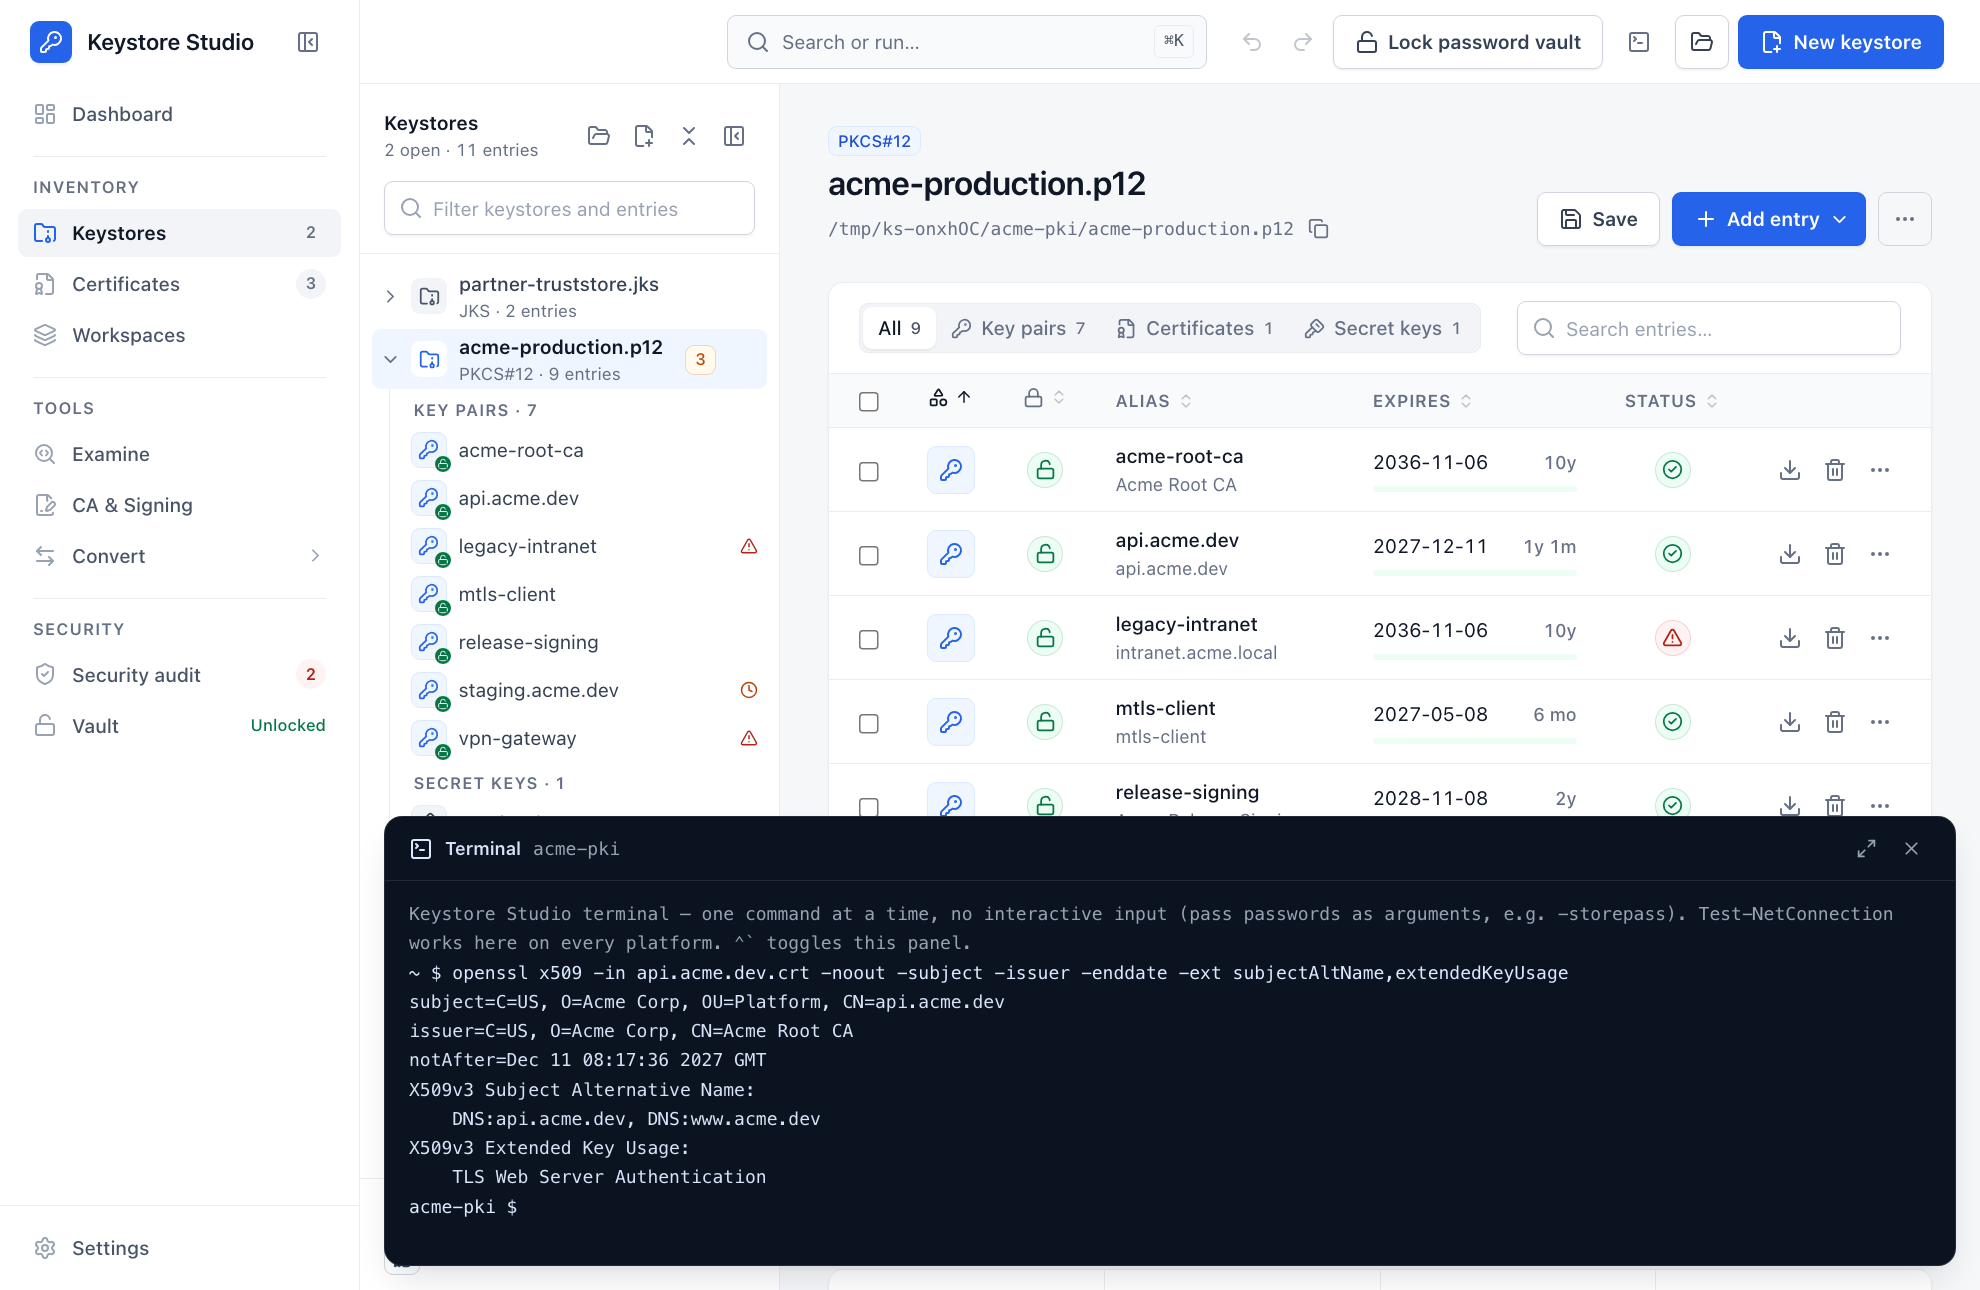 Keystore Studio
Search or run...
⌘K
Lock password vault
New keystore
Dashboard
INVENTORY
Keystores 2
Certificates 3
Workspaces
TOOLS
Examine
CA & Signing
Convert
SECURITY
Security audit 2
Vault Unlocked
Settings
Keystores
2 open · 11 entries
Filter keystores and entries
partner-truststore.jks
JKS · 2 entries
acme-production.p12
PKCS#12 · 9 entries
3
KEY PAIRS · 7
acme-root-ca
api.acme.dev
legacy-intranet
mtls-client
release-signing
staging.acme.dev
vpn-gateway
SECRET KEYS · 1
PKCS#12
acme-production.p12
/tmp/ks-onxhOC/acme-pki/acme-production.p12
Save
Add entry
All 9
Key pairs 7
Certificates 1
Secret keys 1
Search entries...
ALIAS EXPIRES STATUS
acme-root-ca 2036-11-06 10y
Acme Root CA
api.acme.dev 2027-12-11 1y 1m
api.acme.dev
legacy-intranet 2036-11-06 10y
intranet.acme.local
mtls-client 2027-05-08 6 mo
mtls-client
release-signing 2028-11-08 2y
Terminal acme-pki
Keystore Studio terminal — one command at a time, no interactive input (pass passwords as arguments, e.g. -storepass). Test-NetConnection
works here on every platform. ^` toggles this panel.
~ $ openssl x509 -in api.acme.dev.crt -noout -subject -issuer -enddate -ext subjectAltName,extendedKeyUsage
subject=C=US, O=Acme Corp, OU=Platform, CN=api.acme.dev
issuer=C=US, O=Acme Corp, CN=Acme Root CA
notAfter=Dec 11 08:17:36 2027 GMT
X509v3 Subject Alternative Name:
DNS:api.acme.dev, DNS:www.acme.dev
X509v3 Extended Key Usage:
TLS Web Server Authentication
acme-pki $